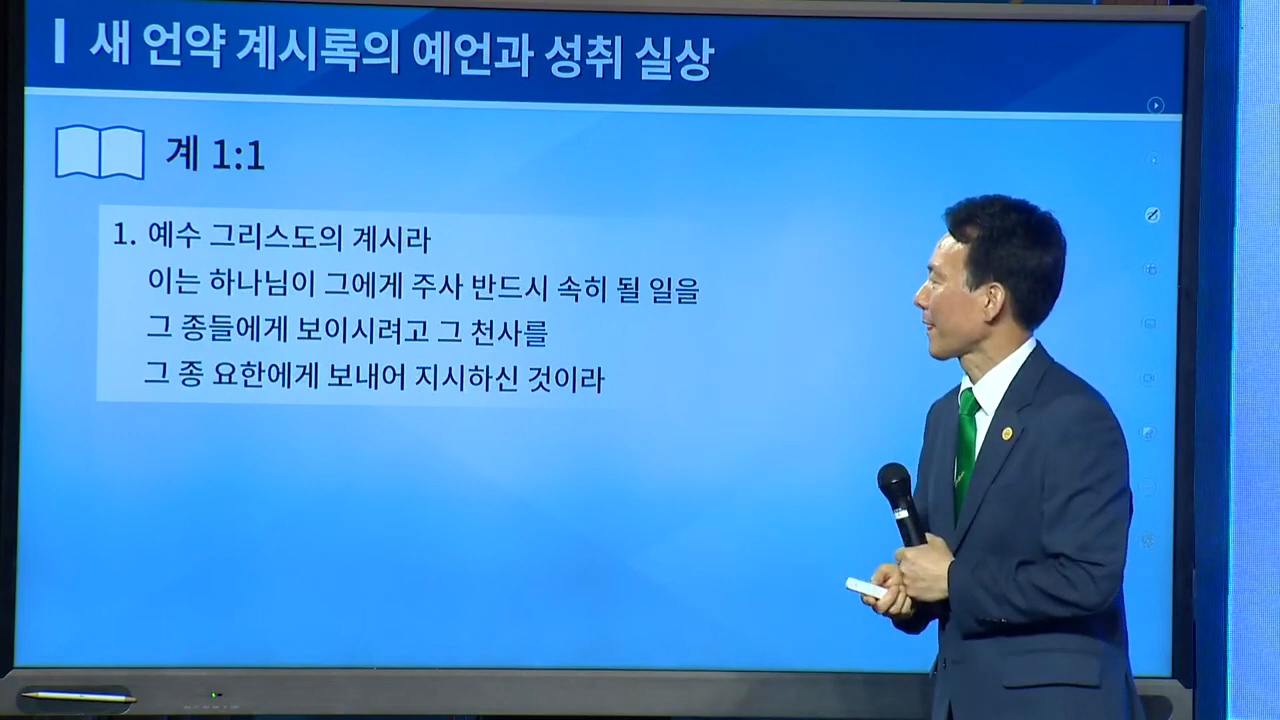 새 언약 계시록의 예언과 성취 실상
계 1:1
1. 예수 그리스도의 계시라
이는 하나님이 그에게 주사 반드시 속히 될 일을
그 종들에게 보이시려고 그 천사를
그 종 요한에게 보내어 지시하신 것이라